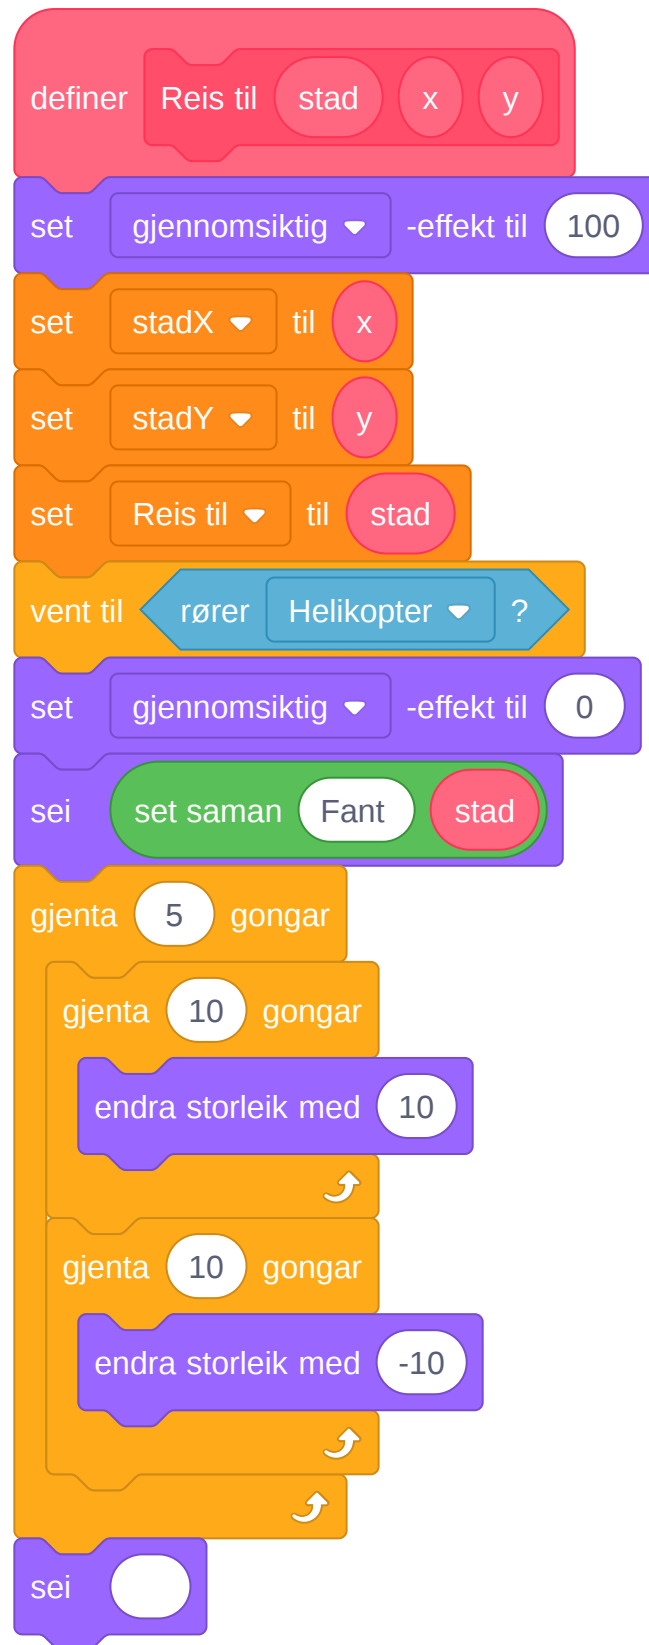 definer Reis til stad x y
set gjennomsiktig -effekt til 100
set stadX til x
set stadY til y
set Reis til til stad
vent til rører Helikopter ?
set gjennomsiktig -effekt til 0
sei set saman Fant stad
gjenta 5 gongar
gjenta 10 gongar
endra storleik med 10
gjenta 10 gongar
endra storleik med -10
sei